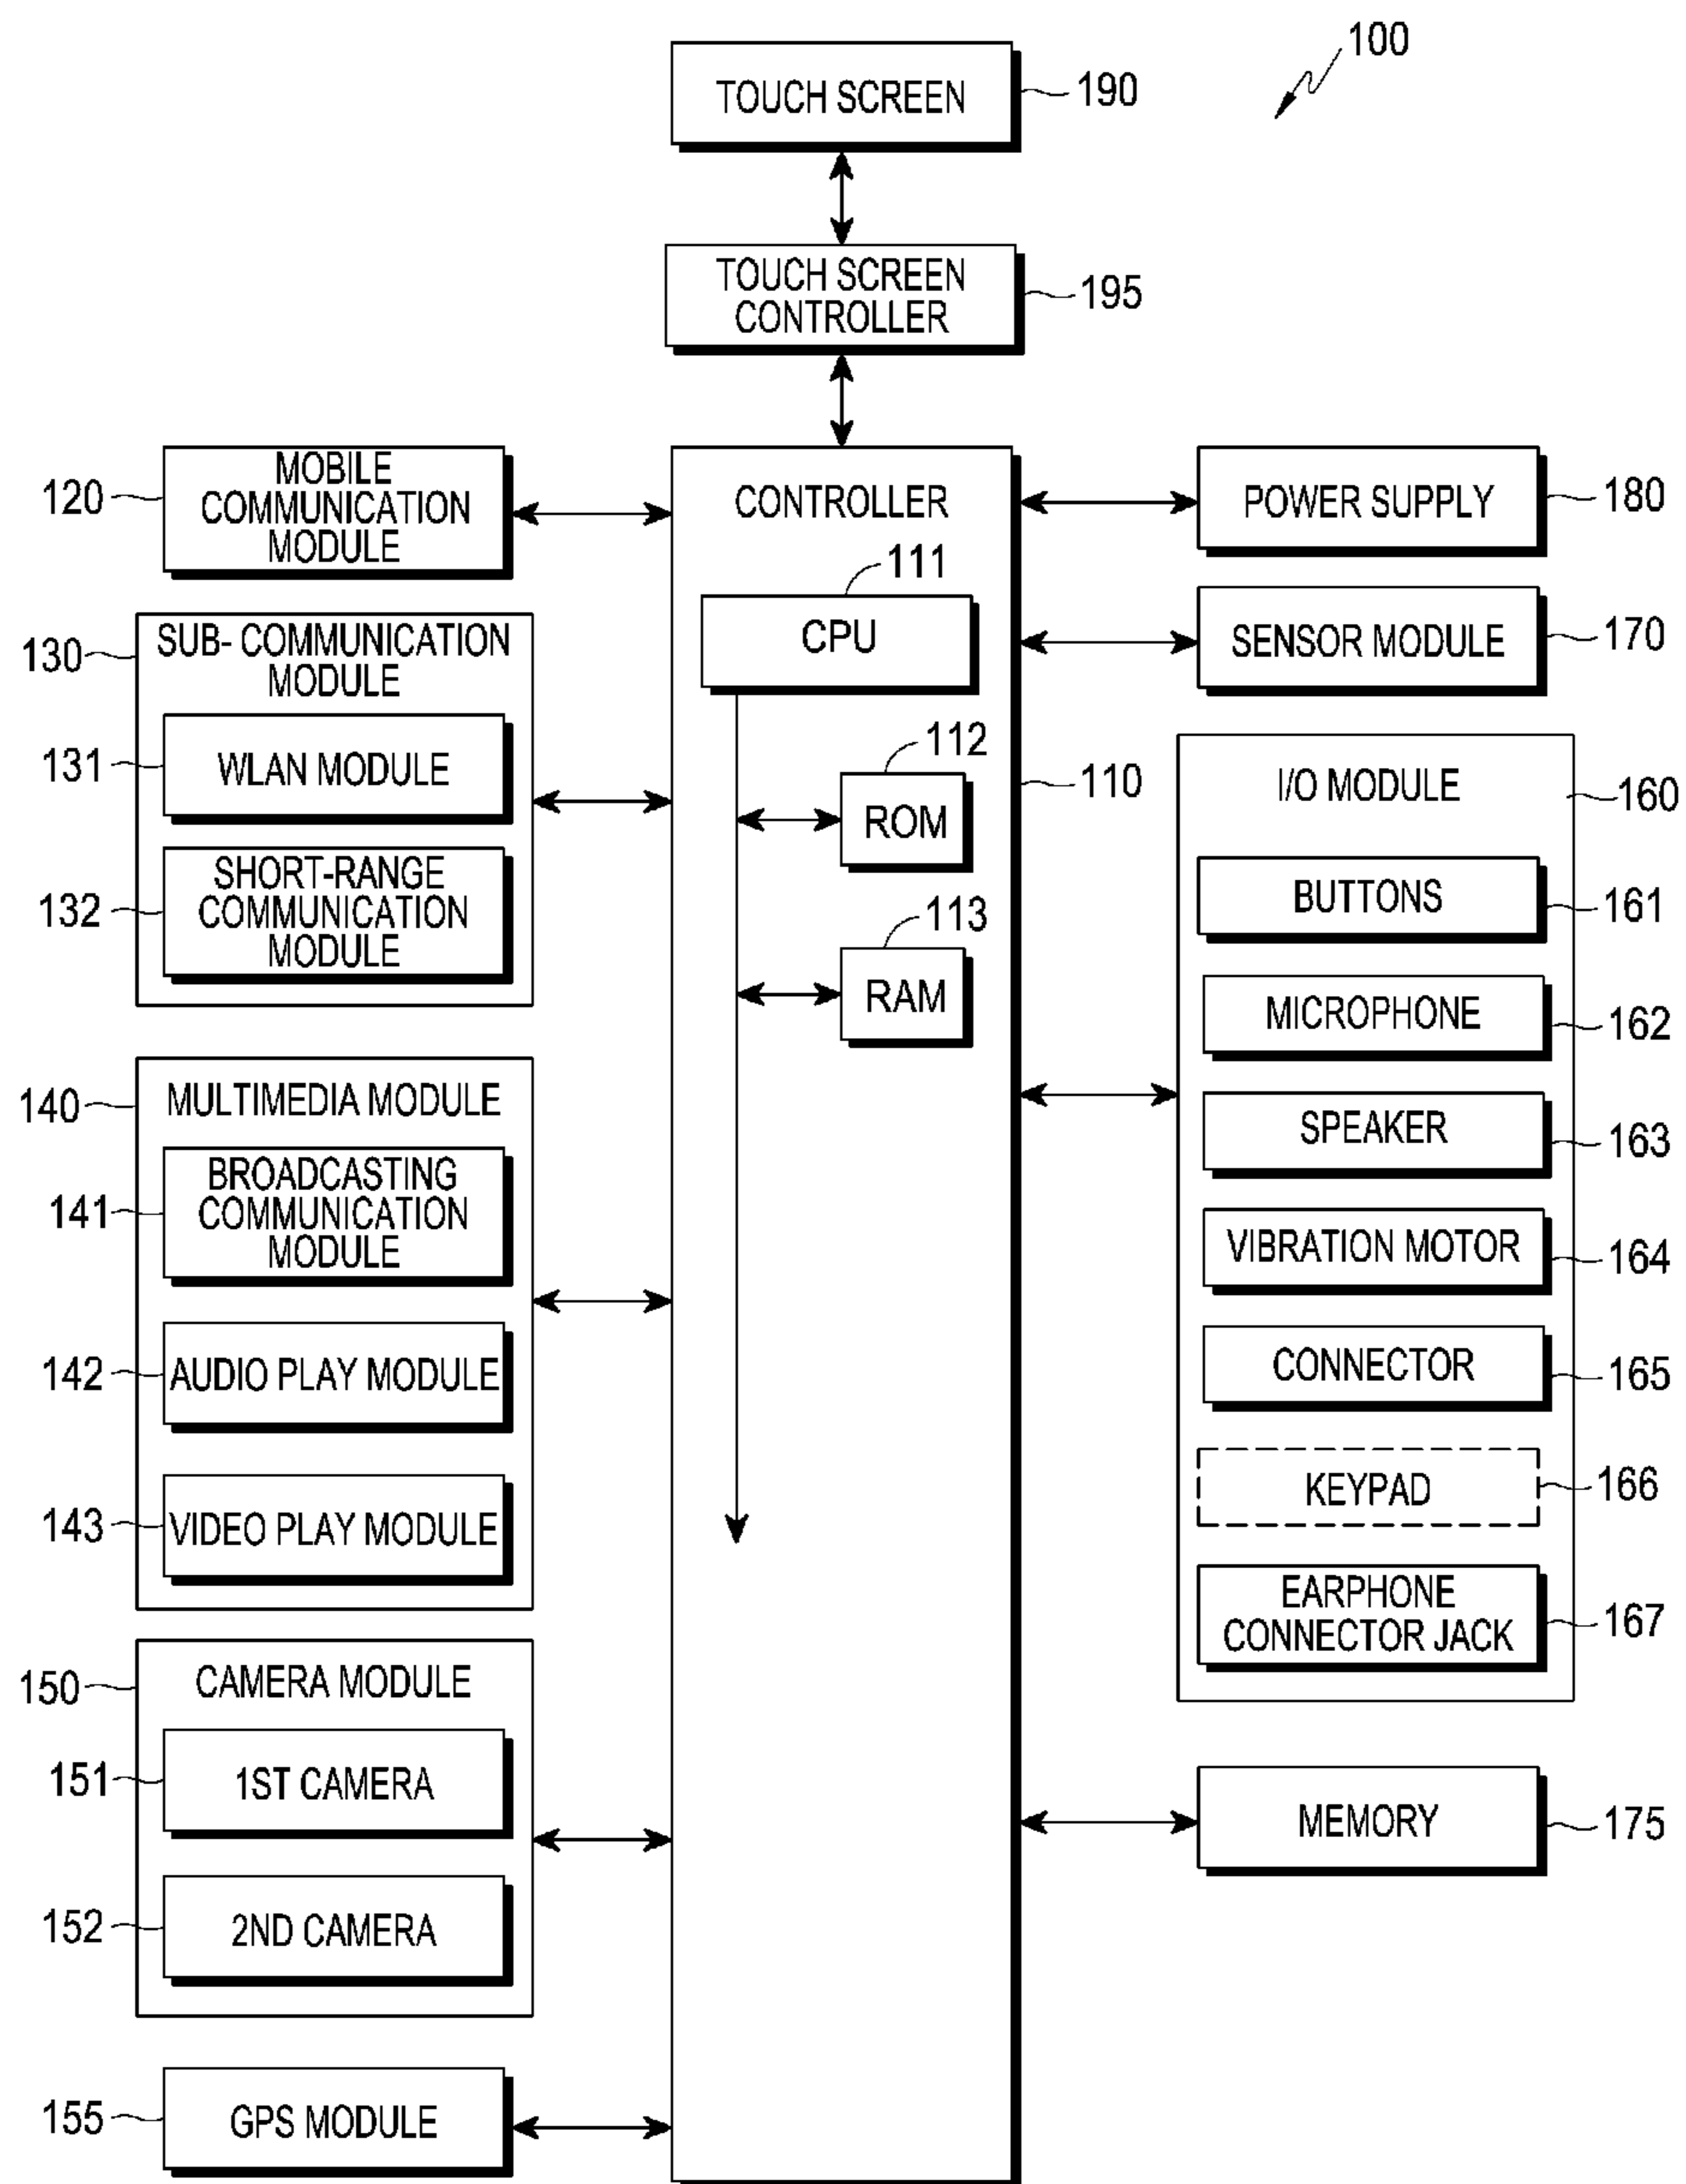 100
TOUCH SCREEN
190
TOUCH SCREEN
CONTROLLER
195
120
MOBILE
COMMUNICATION
MODULE
130
SUB- COMMUNICATION
MODULE
131
WLAN MODULE
132
SHORT-RANGE
COMMUNICATION
MODULE
140
MULTIMEDIA MODULE
141
BROADCASTING
COMMUNICATION
MODULE
142
AUDIO PLAY MODULE
143
VIDEO PLAY MODULE
150
CAMERA MODULE
151
1ST CAMERA
152
2ND CAMERA
155
GPS MODULE
CONTROLLER
111
CPU
112
ROM
113
RAM
110
POWER SUPPLY
180
SENSOR MODULE
170
I/O MODULE
160
BUTTONS
161
MICROPHONE
162
SPEAKER
163
VIBRATION MOTOR
164
CONNECTOR
165
KEYPAD
166
EARPHONE
CONNECTOR JACK
167
MEMORY
175